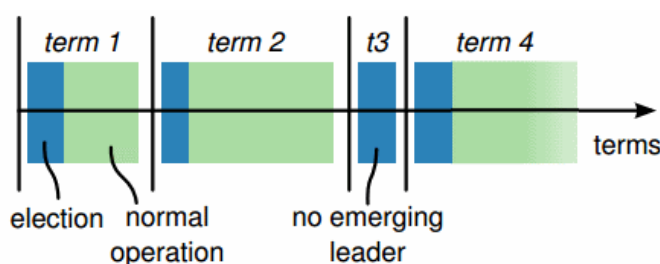 term 1 term 2 t3 term 4
terms
election normal operation no emerging leader